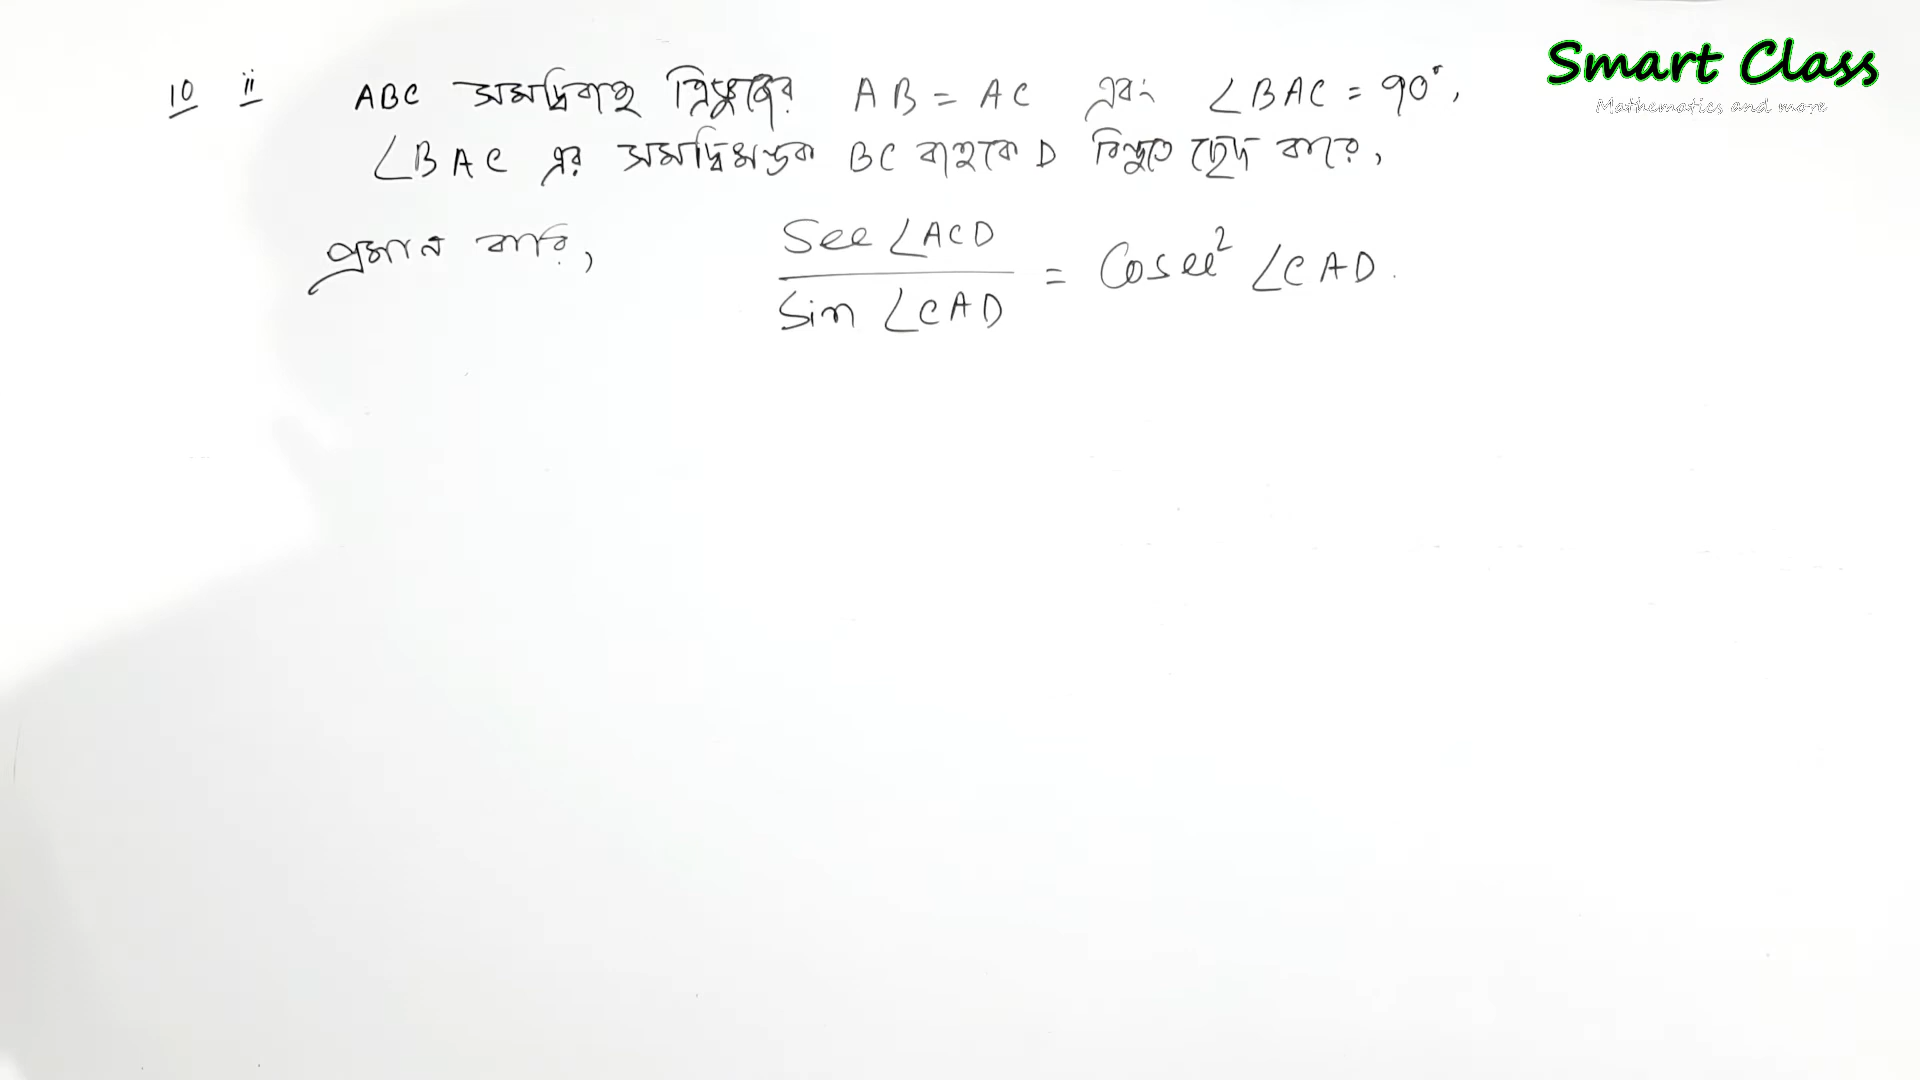 Smart Class
Mathematics and more
10 ii ABC সমদ্বিবাহু ত্রিভুজের AB = AC এবং ∠BAC = 90°,
∠BAC এর সমদ্বিখণ্ডক BC বাহুকে D বিন্দুতে ছেদ করে,
প্রমাণ করি, Sec ∠ACD / Sin ∠CAD = Cosec² ∠CAD.